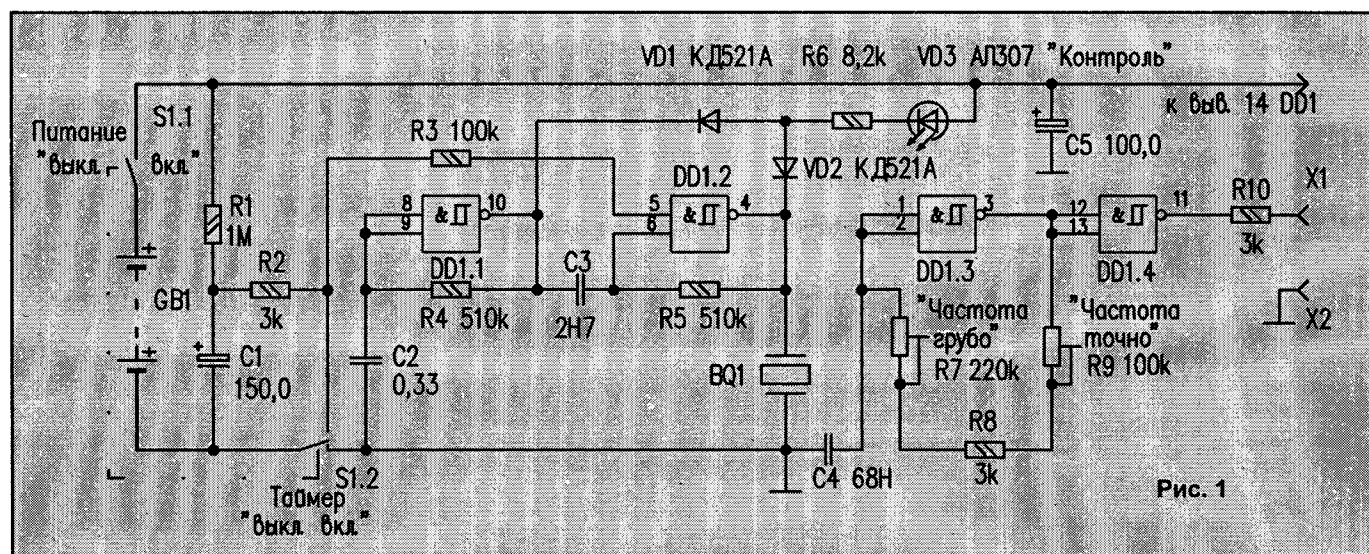 VD1 КД521А R6 8,2k VD3 АЛ307 "Контроль"
к выв. 14 DD1
S1.1
Питание
"выкл. вкл."
R3 100k
C5 100,0
VD2 КД521А
DD1.2
R1
1M
8
9
&
10
DD1.1
5
6
&
4
1
2
&
3
DD1.3
12
13
&
11
DD1.4
R10
3k
X1
X2
R2
3k
GB1
C1
150,0
R4 510k
C3
2H7
R5 510k
C2
0,33
BQ1
"Частота
грубо"
R7 220k
"Частота
точно"
R9 100k
R8
3k
C4 68H
S1.2
Таймер
"выкл. вкл."
Рис. 1